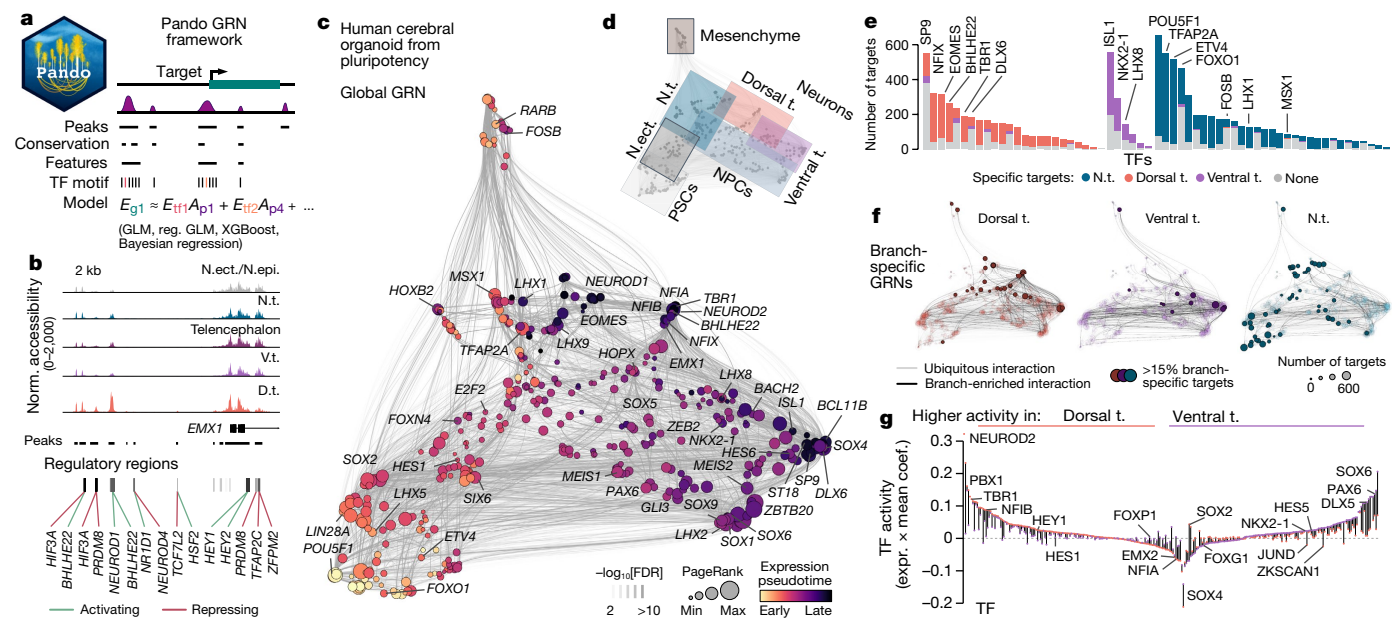 a
Pando GRN
framework
Pando
Target
Peaks
Conservation
Features
TF motif
Model
Eg1 ≈ Etf1Ap1 + Etf2Ap4 + ...
(GLM, reg. GLM, XGBoost,
Bayesian regression)
b
2 kb
N.ect./N.epi.
N.t.
Telencephalon
V.t.
D.t.
Norm. accessibility
(0–2,000)
EMX1
Peaks
Regulatory regions
HIF3A
BHLHE22
HIF3A
PRDM8
NEUROD1
BHLHE22
NR1D1
NEUROD4
TCF7L2
HSF2
HEY1
HEY2
PRDM8
TFAP2C
ZFPM2
Activating
Repressing
c
Human cerebral
organoid from
pluripotency
Global GRN
RARB
FOSB
MSX1
LHX1
NEUROD1
HOXB2
NFIA
TBR1
NFIB
NEUROD2
EOMES
BHLHE22
LHX9
NFIX
TFAP2A
HOPX
EMX1
E2F2
LHX8
BACH2
FOXN4
SOX5
ISL1
BCL11B
ZEB2
NKX2-1
SOX4
HES6
SOX2
HES1
MEIS1
MEIS2
SP9
LHX5
SIX6
PAX6
ST18
DLX6
GLI3
SOX9
ZBTB20
LIN28A
LHX2
SOX6
SOX1
POU5F1
ETV4
FOXO1
–log10[FDR]
2
>10
PageRank
Min
Max
Expression
pseudotime
Early
Late
d
Mesenchyme
N.t.
Dorsal t.
Neurons
N.ect.
NPCs
Ventral t.
PSCs
e
Number of targets
600
400
200
0
SP9
NFIX
EOMES
BHLHE22
TBR1
DLX6
ISL1
NKX2-1
LHX8
POU5F1
TFAP2A
ETV4
FOXO1
FOSB
LHX1
MSX1
TFs
Specific targets:
N.t.
Dorsal t.
Ventral t.
None
f
Dorsal t.
Ventral t.
N.t.
Branch-
specific
GRNs
Ubiquitous interaction
Branch-enriched interaction
>15% branch-
specific targets
Number of targets
0
600
g
Higher activity in:
Dorsal t.
Ventral t.
TF activity
(expr. × mean coef.)
0.3
0.2
0.1
0
–0.1
–0.2
NEUROD2
PBX1
TBR1
NFIB
HEY1
HES1
FOXP1
EMX2
NFIA
SOX2
FOXG1
SOX4
NKX2-1
HES5
JUND
ZKSCAN1
SOX6
PAX6
DLX5
TF